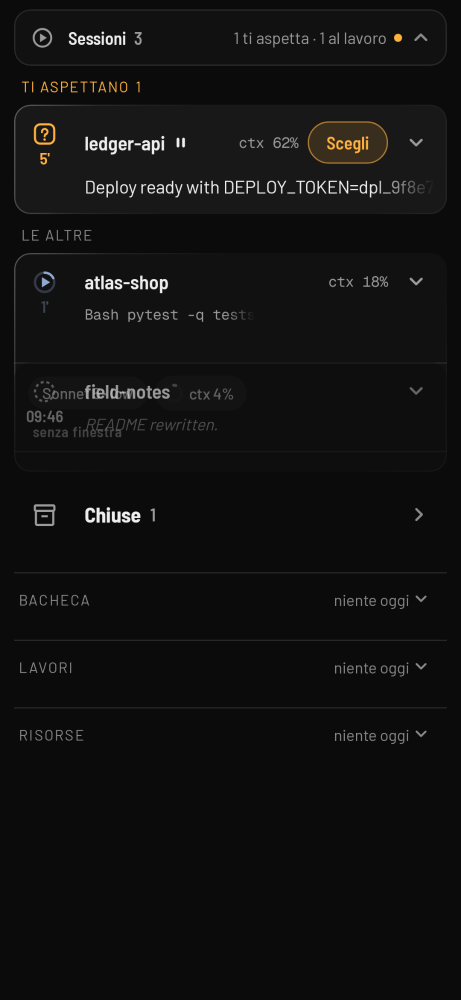 Sessioni 3 1 ti aspetta · 1 al lavoro
TI ASPETTANO 1
ledger-api ctx 62% Scegli
5'
Deploy ready with DEPLOY_TOKEN=dpl_9f8e7
LE ALTRE
atlas-shop ctx 18%
1'
Bash pytest -q tests
field-notes ctx 4%
09:46
README rewritten.
senza finestra
Chiuse 1
BACHECA niente oggi
LAVORI niente oggi
RISORSE niente oggi